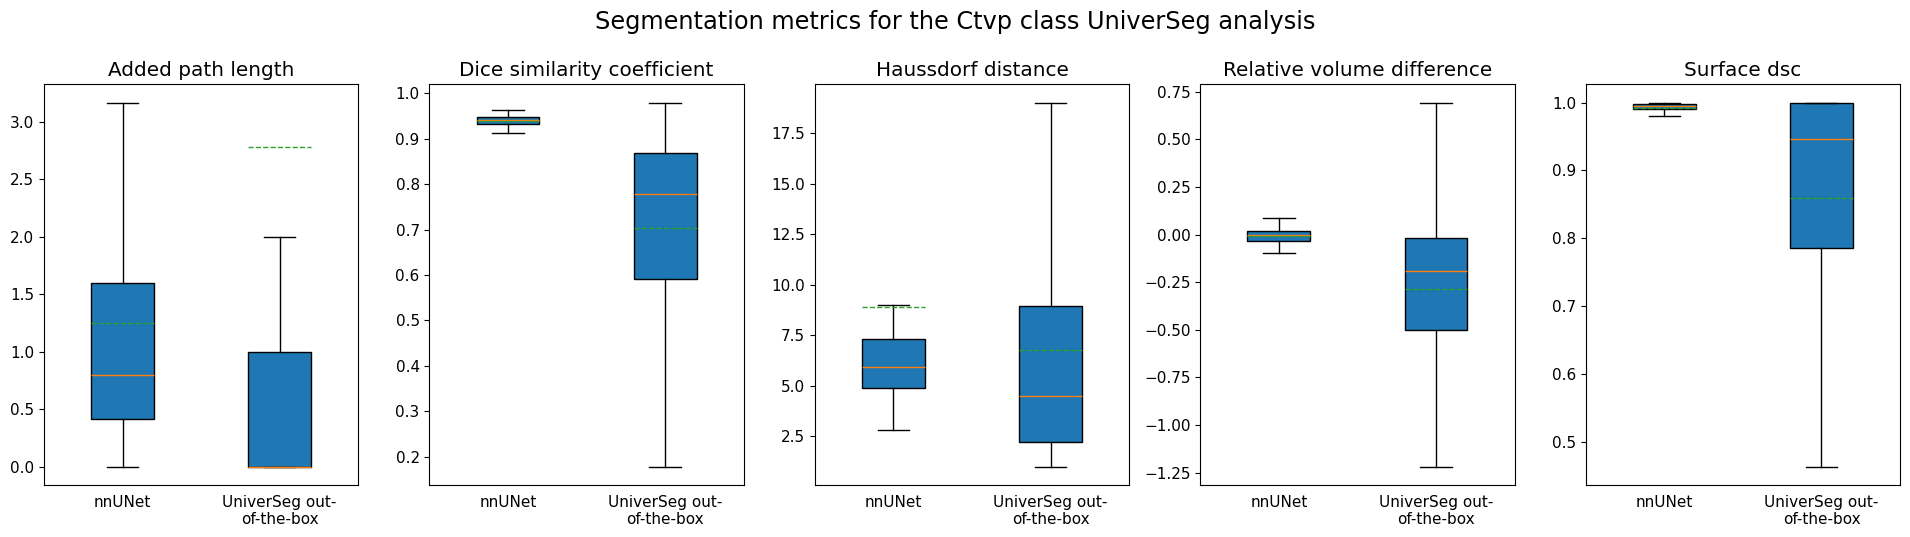 Segmentation metrics for the Ctvp class UniverSeg analysis
Added path length
3.0
2.5
2.0
1.5
1.0
0.5
0.0
nnUNet
UniverSeg out-
of-the-box
Dice similarity coefficient
1.0
0.9
0.8
0.7
0.6
0.5
0.4
0.3
0.2
nnUNet
UniverSeg out-
of-the-box
Haussdorf distance
17.5
15.0
12.5
10.0
7.5
5.0
2.5
nnUNet
UniverSeg out-
of-the-box
Relative volume difference
0.75
0.50
0.25
0.00
−0.25
−0.50
−0.75
−1.00
−1.25
nnUNet
UniverSeg out-
of-the-box
Surface dsc
1.0
0.9
0.8
0.7
0.6
0.5
nnUNet
UniverSeg out-
of-the-box